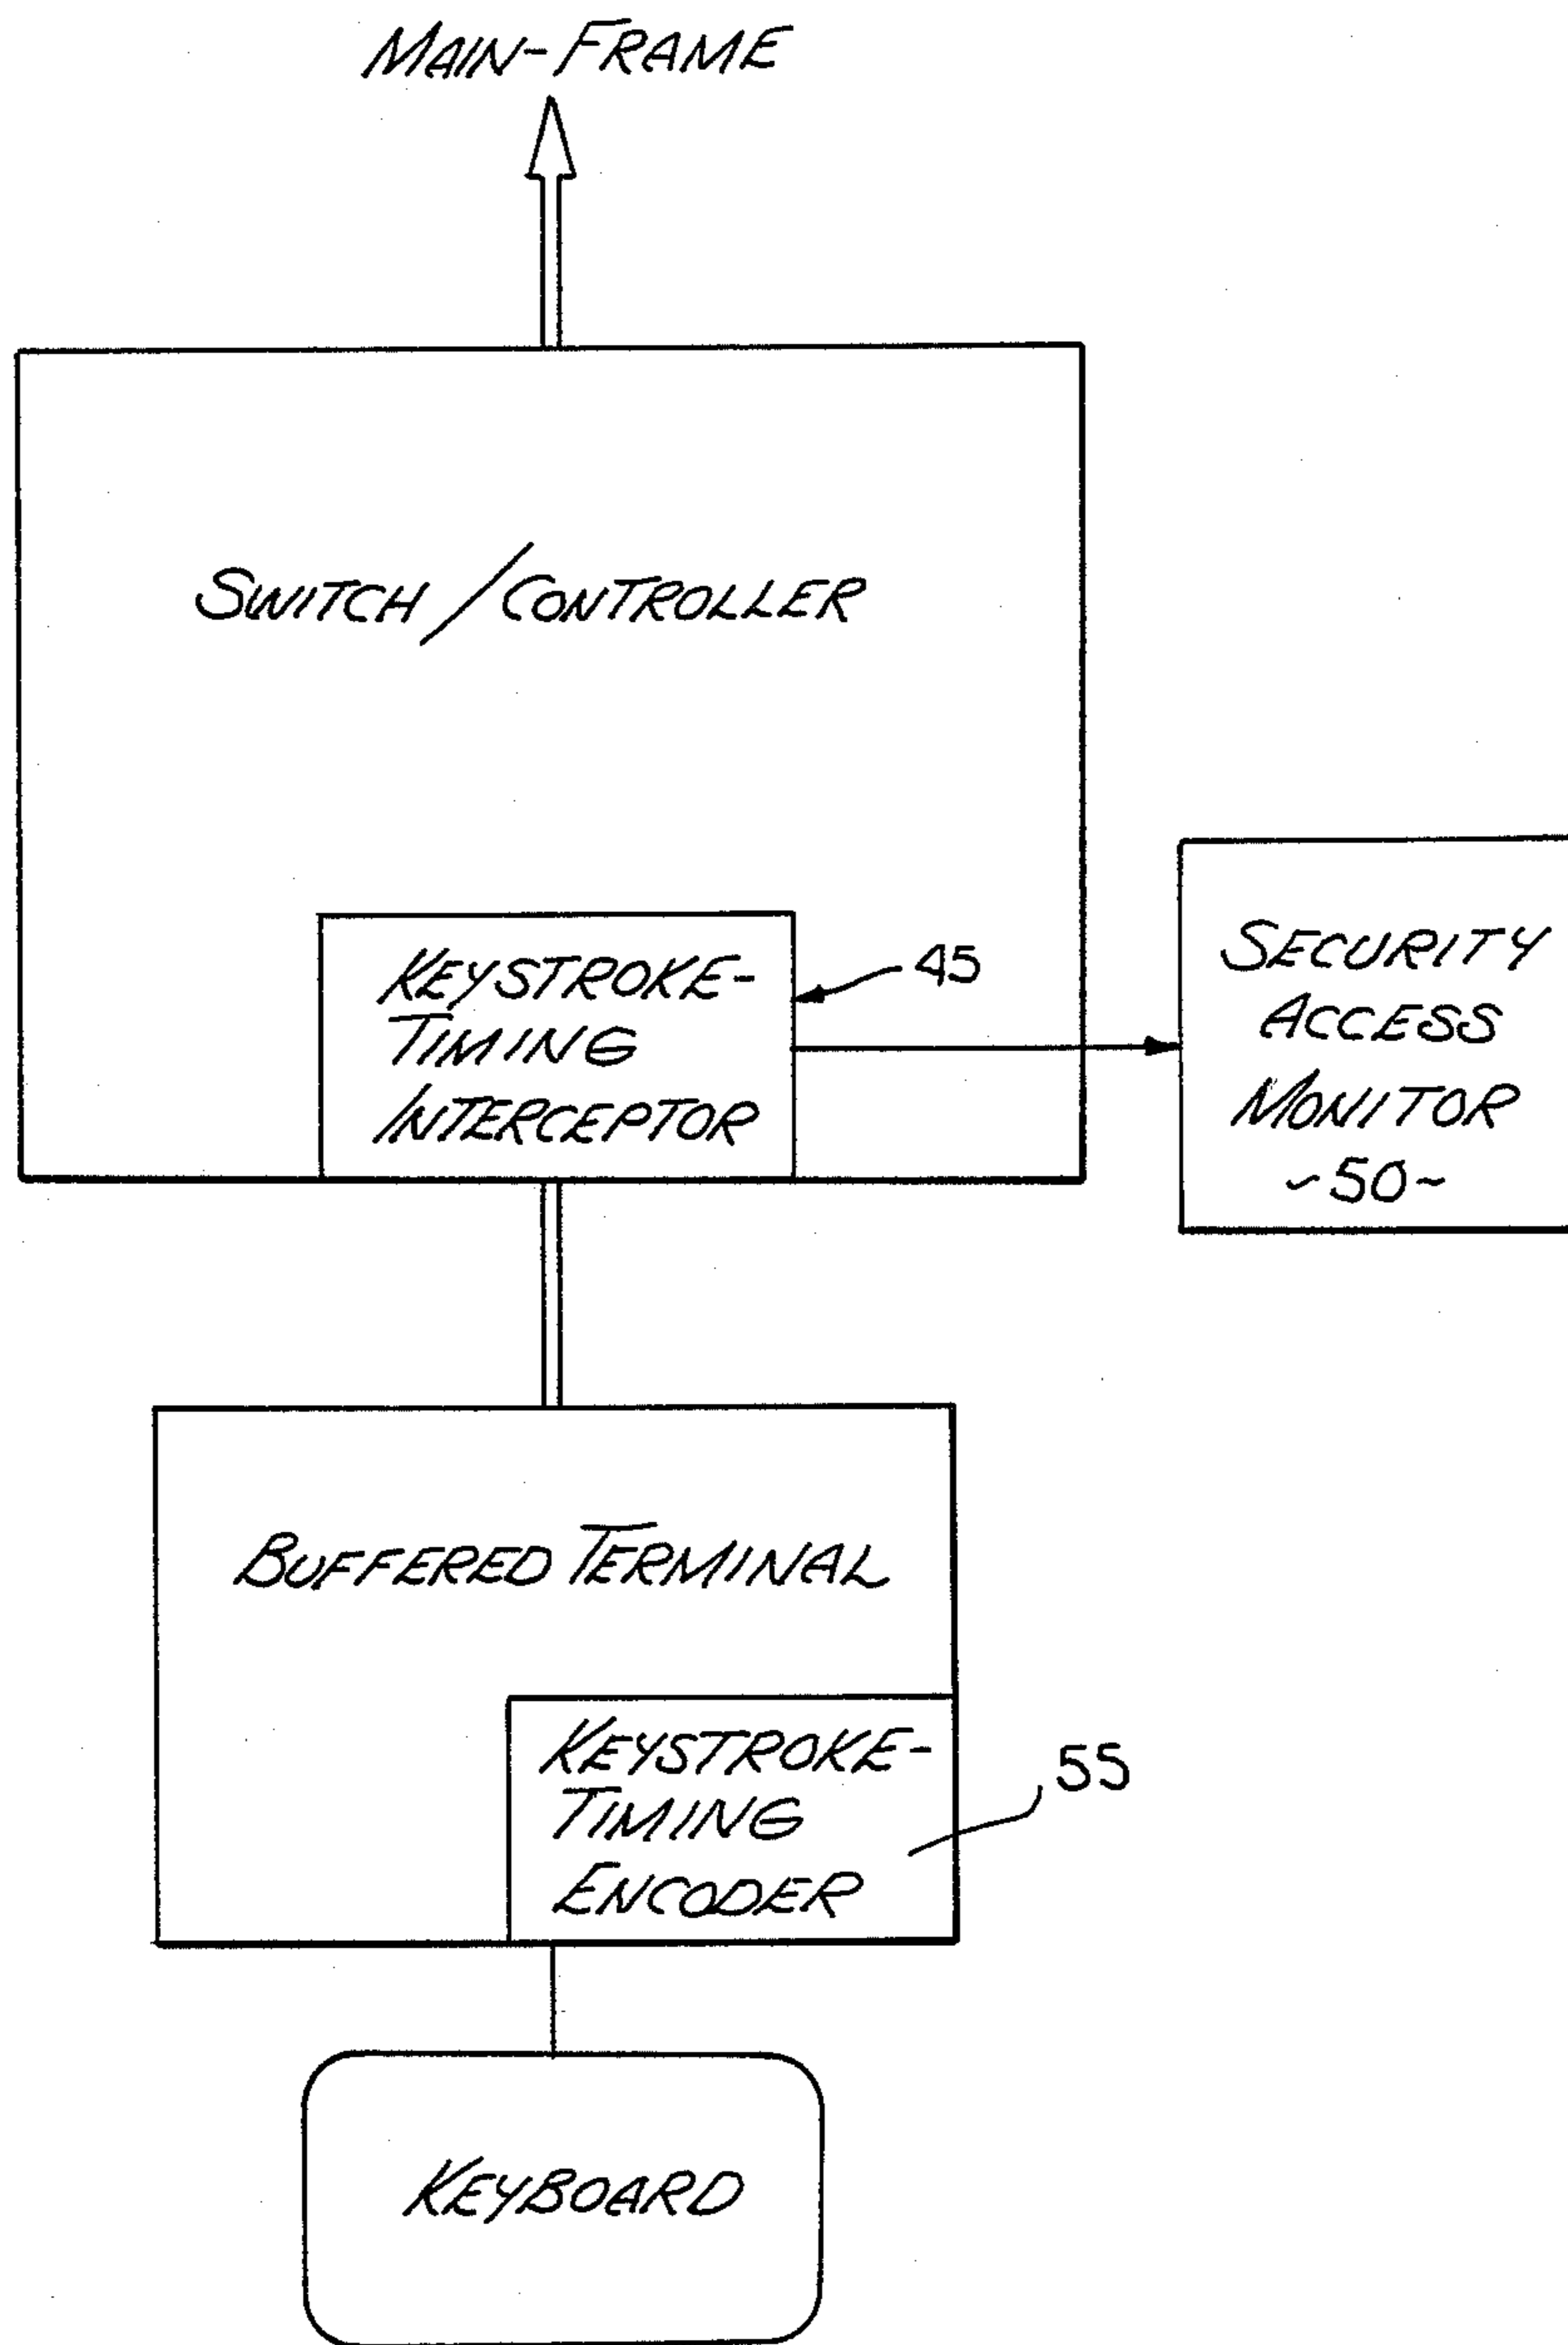 MAIN-FRAME
SWITCH/CONTROLLER
KEYSTROKE-
TIMING
INTERCEPTOR
45
SECURITY
ACCESS
MONITOR
~50~
BUFFERED TERMINAL
KEYSTROKE-
TIMING
ENCODER
55
KEYBOARD